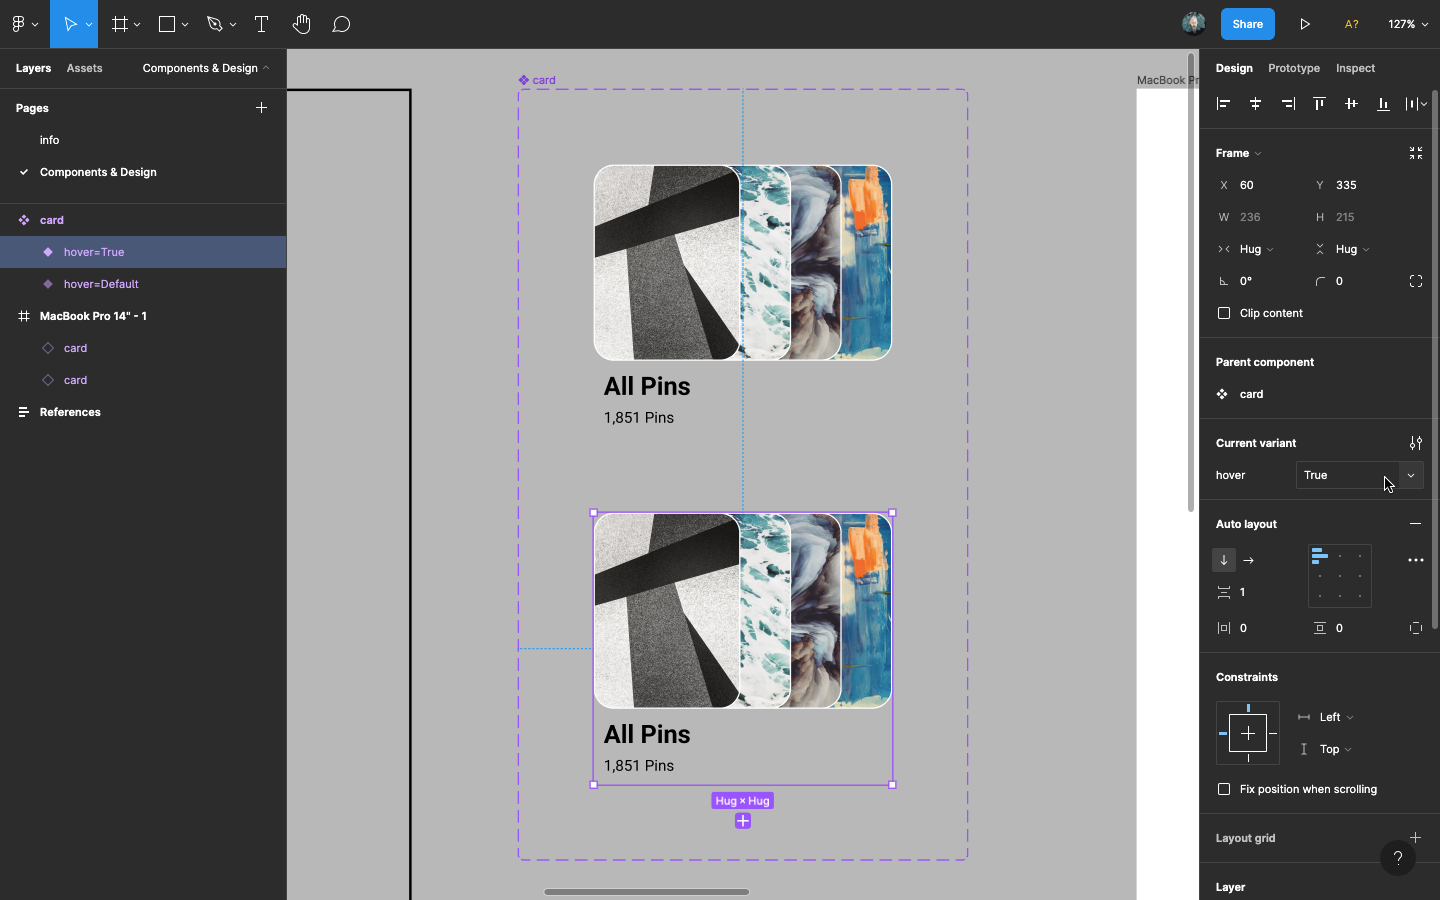 Share
A?
127%
Layers
Assets
Components & Design
Pages
info
Components & Design
card
hover=True
hover=Default
MacBook Pro 14" - 1
card
card
References
card
All Pins
1,851 Pins
All Pins
1,851 Pins
Hug × Hug
MacBook Pr
Design
Prototype
Inspect
Frame
X 60 Y 335
W 236 H 215
Hug Hug
0° 0
Clip content
Parent component
card
Current variant
hover True
Auto layout
1
0 0
Constraints
Left
Top
Fix position when scrolling
Layout grid
?
Layer